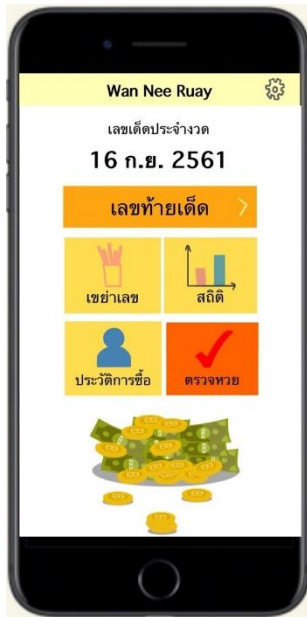 Wan Nee Ruay
เลขเด็ดประจำงวด
16 ก.ย. 2561
เลขท้ายเด็ด
เขย่าเลข
สถิติ
ประวัติการซื้อ
ตรวจหวย